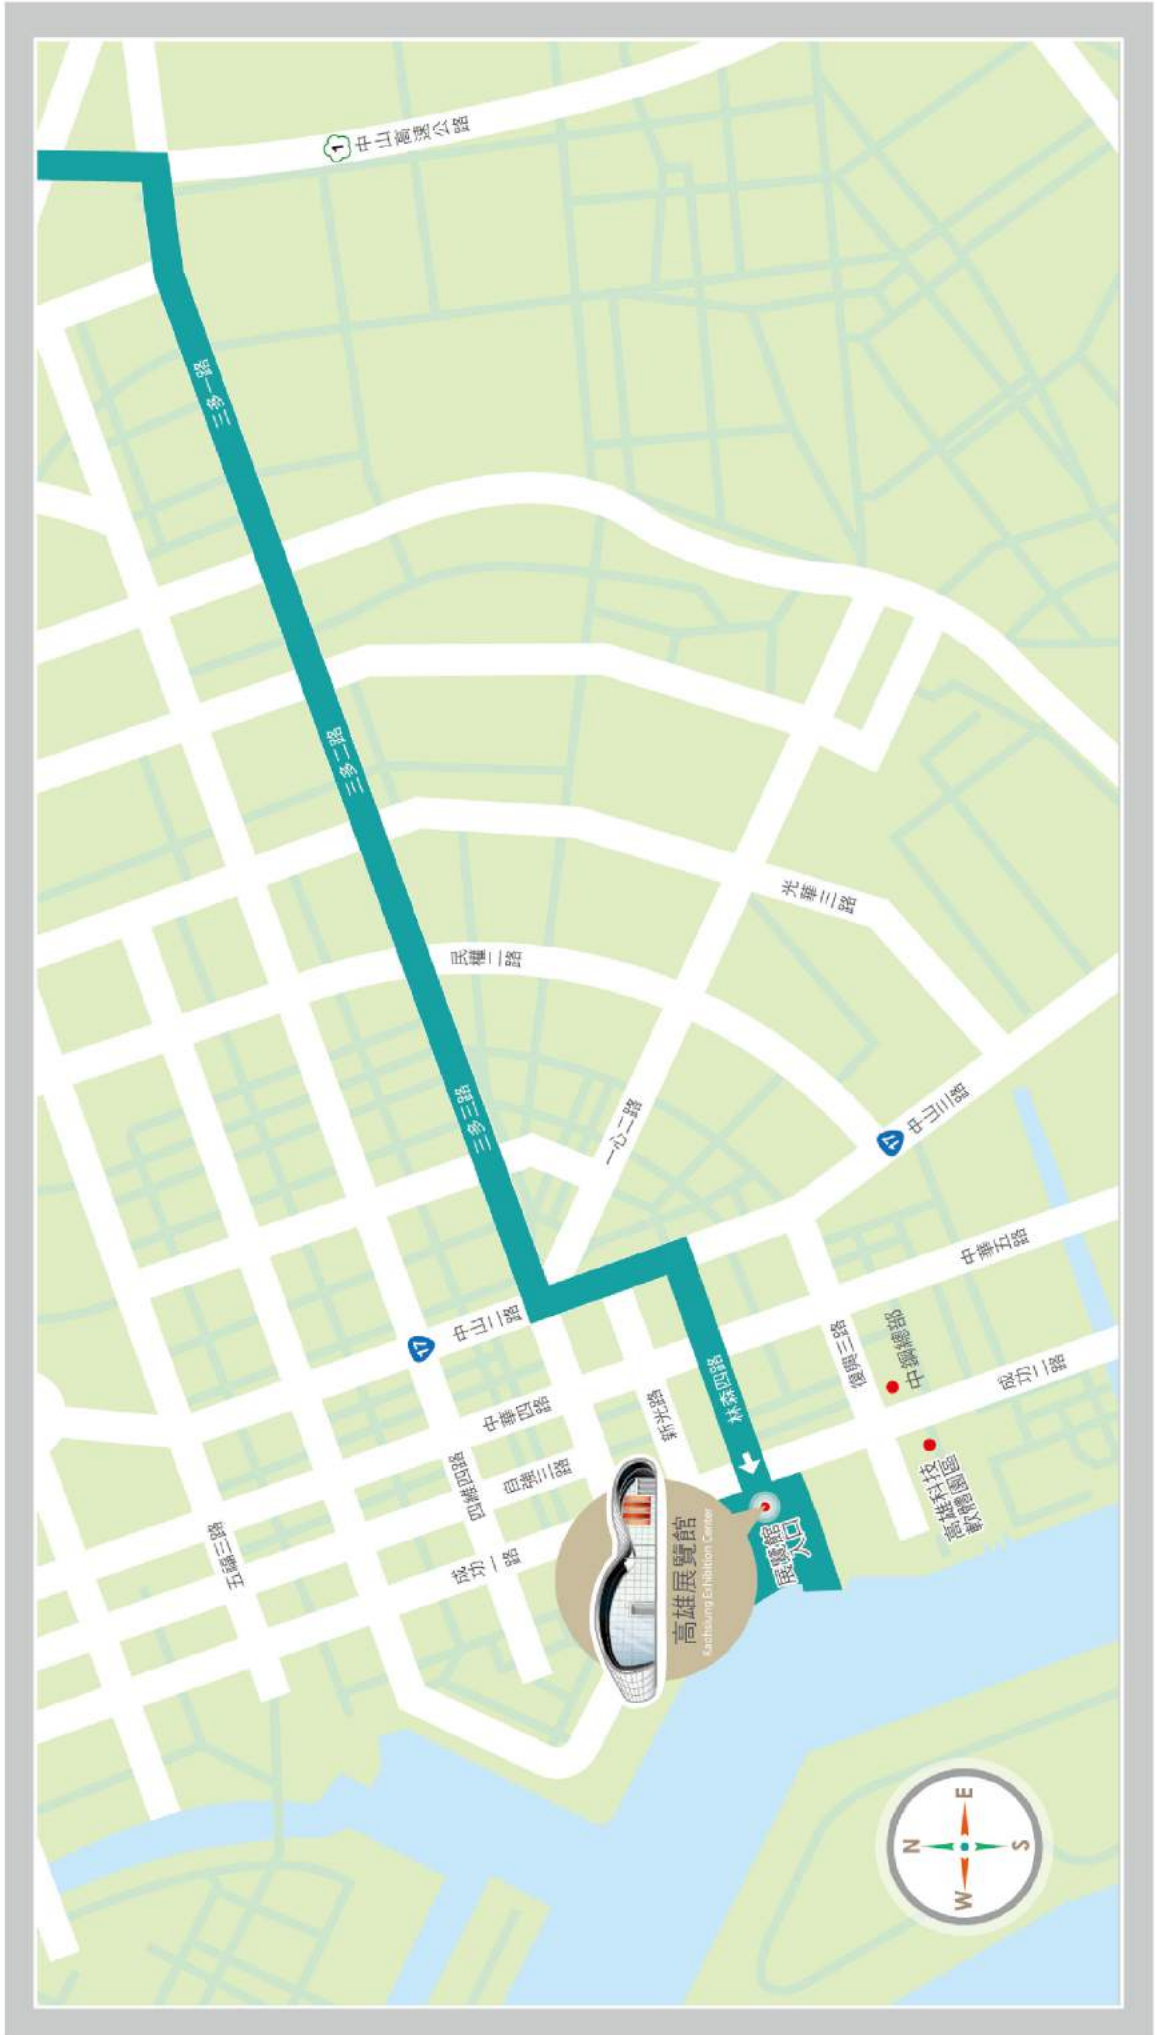 1
中山高速公路
三多一路
三多二路
光華三路
民權二路
三多三路
一心二路
17
中山三路
中華五路
中山二路
17
復興三路
中鋼總部
成功二路
林森四路
新光路
中華四路
自強三路
四維四路
成功一路
五福三路
高雄科技
軟體園區
展覽館
入口
高雄展覽館
Kaohsiung Exhibition Center
N
E
S
W